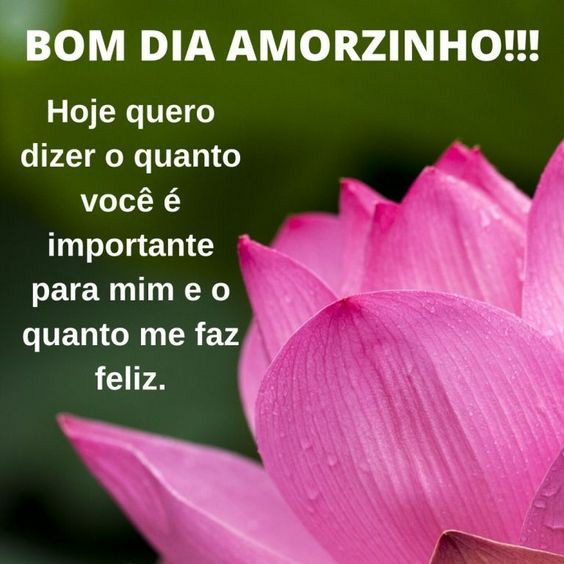 BOM DIA AMORZINHO!!!
Hoje quero
dizer o quanto
você é
importante
para mim e o
quanto me faz
feliz.